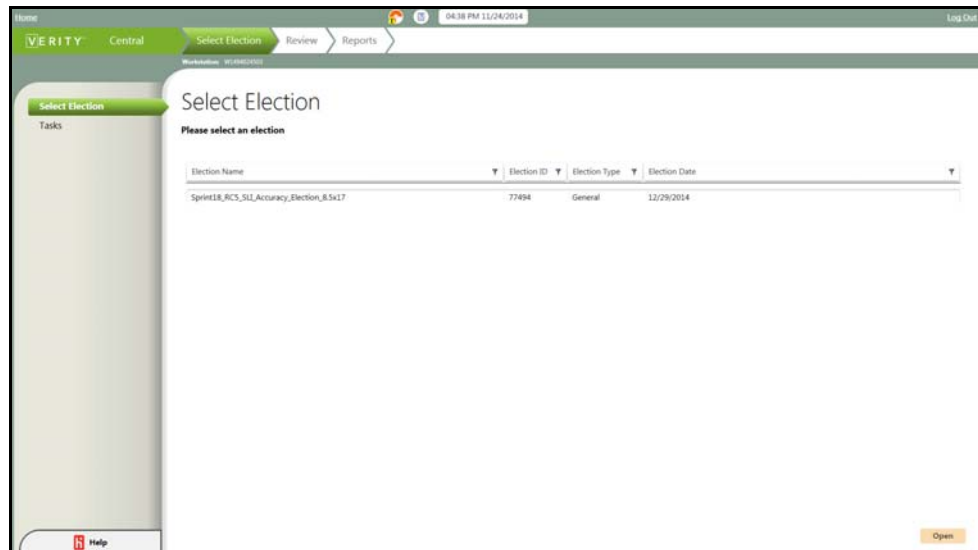 Home 04:38 PM 11/24/2014 Log Out
VERITY Central Select Election Review Reports
Workstation:
Select Election
Tasks
Select Election
Please select an election
Election Name Election ID Election Type Election Date
Sprint18_RC5_SLI_Accuracy_Election_8.5x17 77494 General 12/29/2014
Help
Open